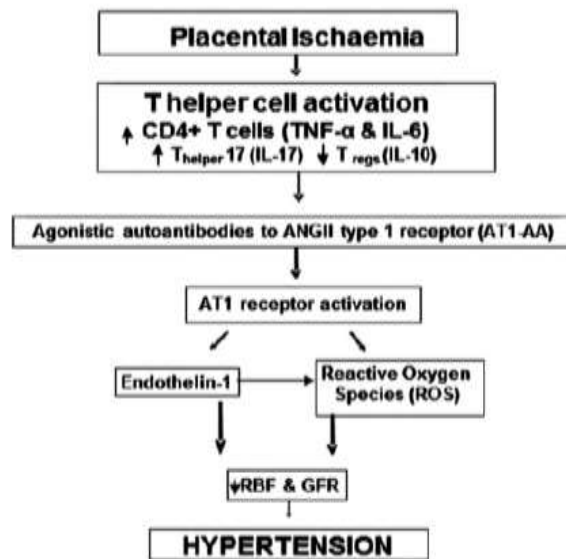 Placental Ischaemia
T helper cell activation
↑ CD4+ T cells (TNF-α & IL-6)
↑ Thelper 17 (IL-17) ↓ T regs (IL-10)
Agonistic autoantibodies to ANGII type 1 receptor (AT1-AA)
AT1 receptor activation
Endothelin-1
Reactive Oxygen
Species (ROS)
↓RBF & GFR
HYPERTENSION